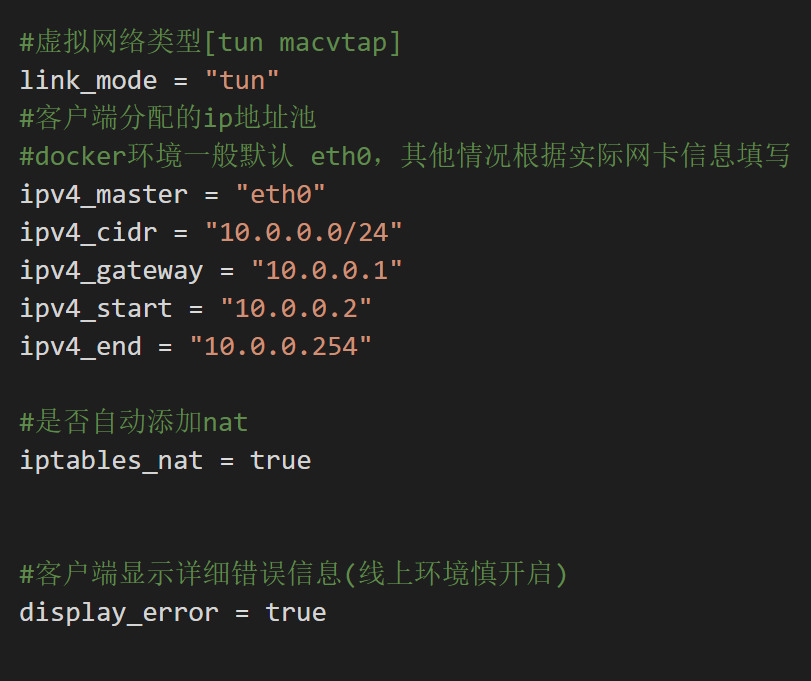 #虚拟网络类型[tun macvtap]
link_mode = "tun"
#客户端分配的ip地址池
#docker环境一般默认 eth0，其他情况根据实际网卡信息填写
ipv4_master = "eth0"
ipv4_cidr = "10.0.0.0/24"
ipv4_gateway = "10.0.0.1"
ipv4_start = "10.0.0.2"
ipv4_end = "10.0.0.254"
#是否自动添加nat
iptables_nat = true
#客户端显示详细错误信息(线上环境慎开启)
display_error = true